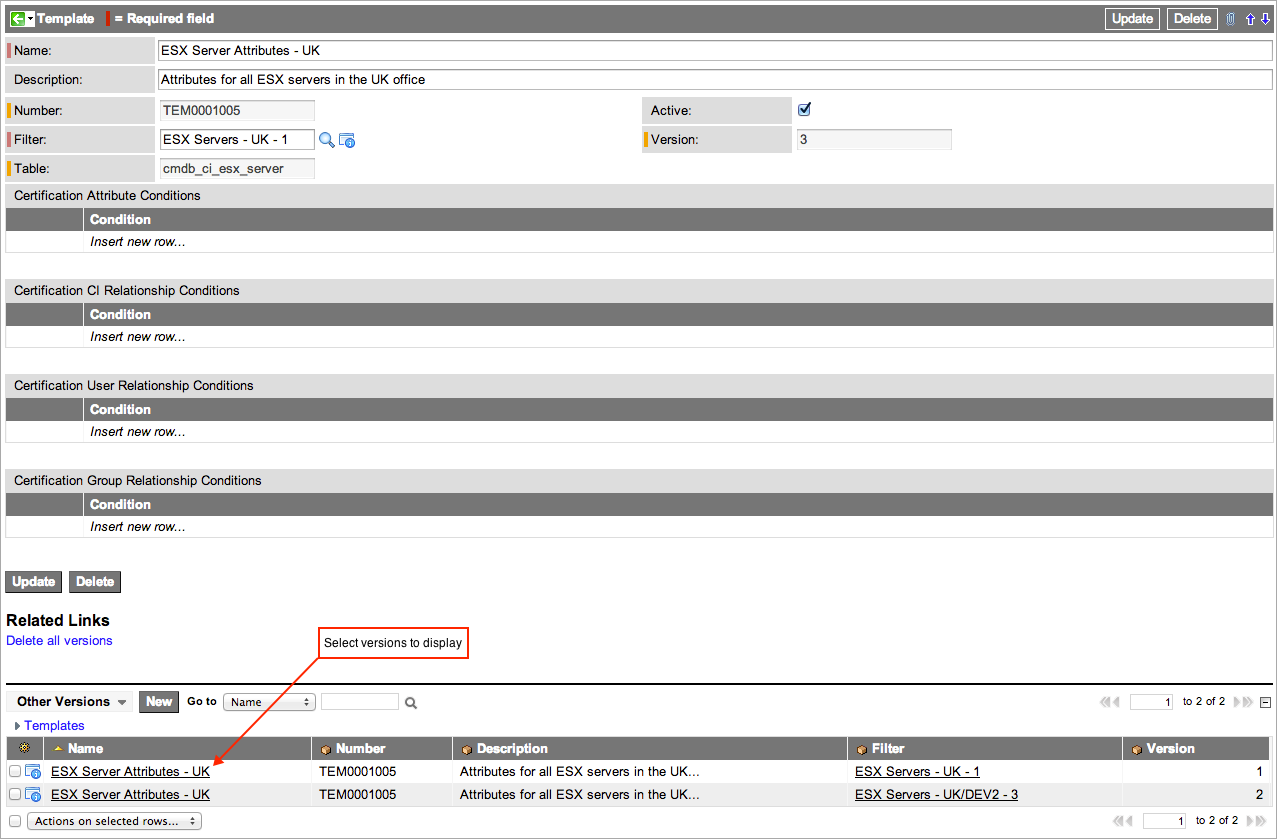 Template = Required field Update Delete
Name: ESX Server Attributes - UK
Description: Attributes for all ESX servers in the UK office
Number: TEM0001005 Active:
Filter: ESX Servers - UK - 1 Version: 3
Table: cmdb_ci_esx_server
Certification Attribute Conditions
Condition
Insert new row...
Certification CI Relationship Conditions
Condition
Insert new row...
Certification User Relationship Conditions
Condition
Insert new row...
Certification Group Relationship Conditions
Condition
Insert new row...
Update Delete
Related Links
Delete all versions
Select versions to display
Other Versions New Go to Name 1 to 2 of 2
Templates
Name Number Description Filter Version
ESX Server Attributes - UK TEM0001005 Attributes for all ESX servers in the UK... ESX Servers - UK - 1 1
ESX Server Attributes - UK TEM0001005 Attributes for all ESX servers in the UK... ESX Servers - UK/DEV2 - 3 2
Actions on selected rows... 1 to 2 of 2